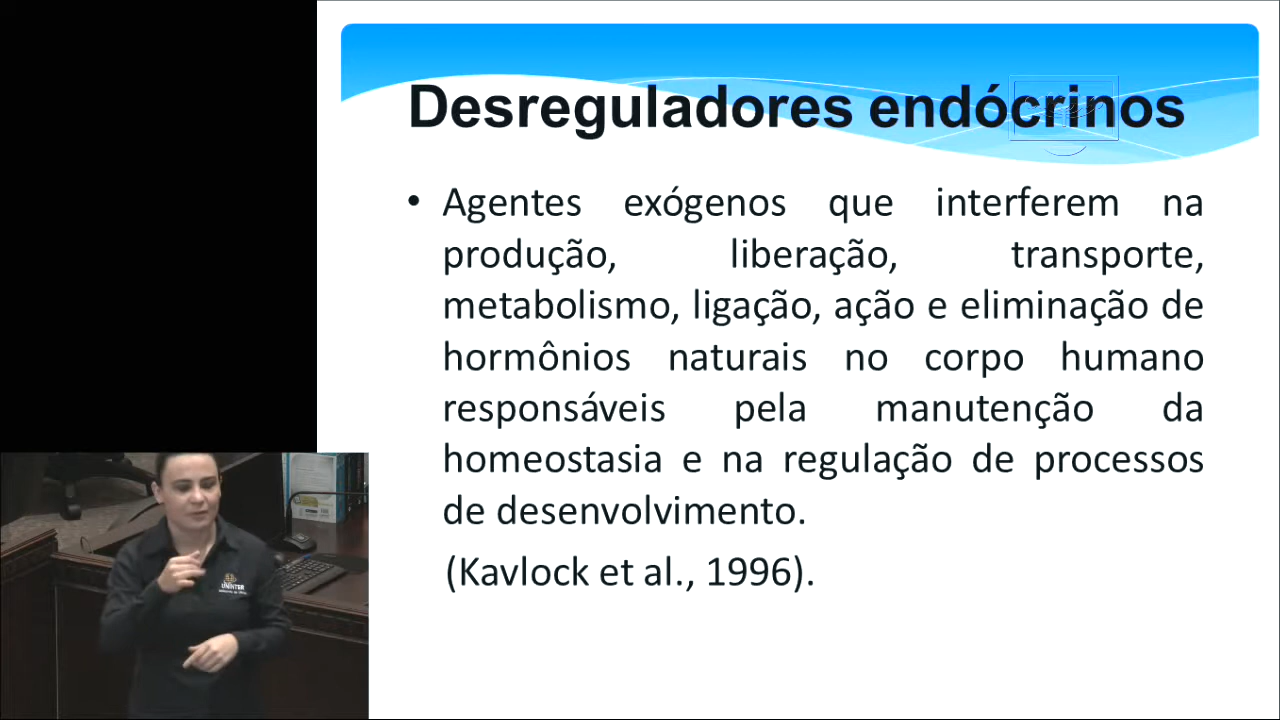 Desreguladores endócrinos
• Agentes exógenos que interferem na
produção, liberação, transporte,
metabolismo, ligação, ação e eliminação de
hormônios naturais no corpo humano
responsáveis pela manutenção da
homeostasia e na regulação de processos
de desenvolvimento.
(Kavlock et al., 1996).
UNINTER